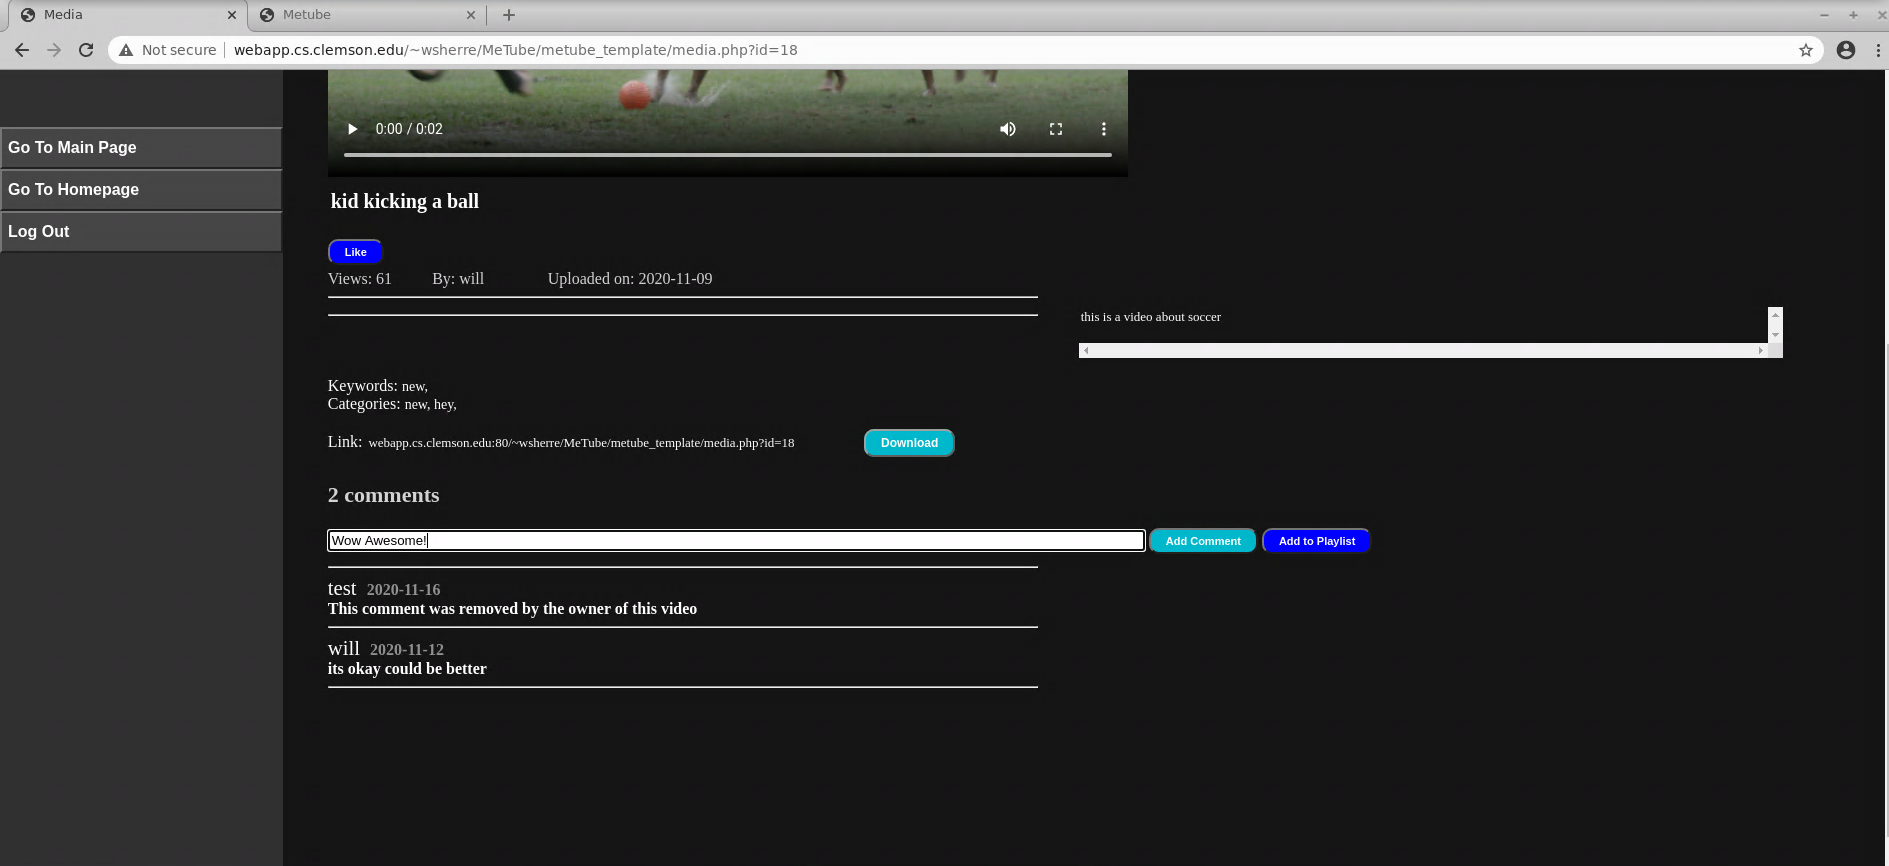 Media
Metube
Not secure webapp.cs.clemson.edu/~wsherre/MeTube/metube_template/media.php?id=18
Go To Main Page
Go To Homepage
Log Out
0:00 / 0:02
kid kicking a ball
Like
Views: 61 By: will Uploaded on: 2020-11-09
this is a video about soccer
Keywords: new,
Categories: new, hey,
Link: webapp.cs.clemson.edu:80/~wsherre/MeTube/metube_template/media.php?id=18 Download
2 comments
Wow Awesome! Add Comment Add to Playlist
test 2020-11-16
This comment was removed by the owner of this video
will 2020-11-12
its okay could be better